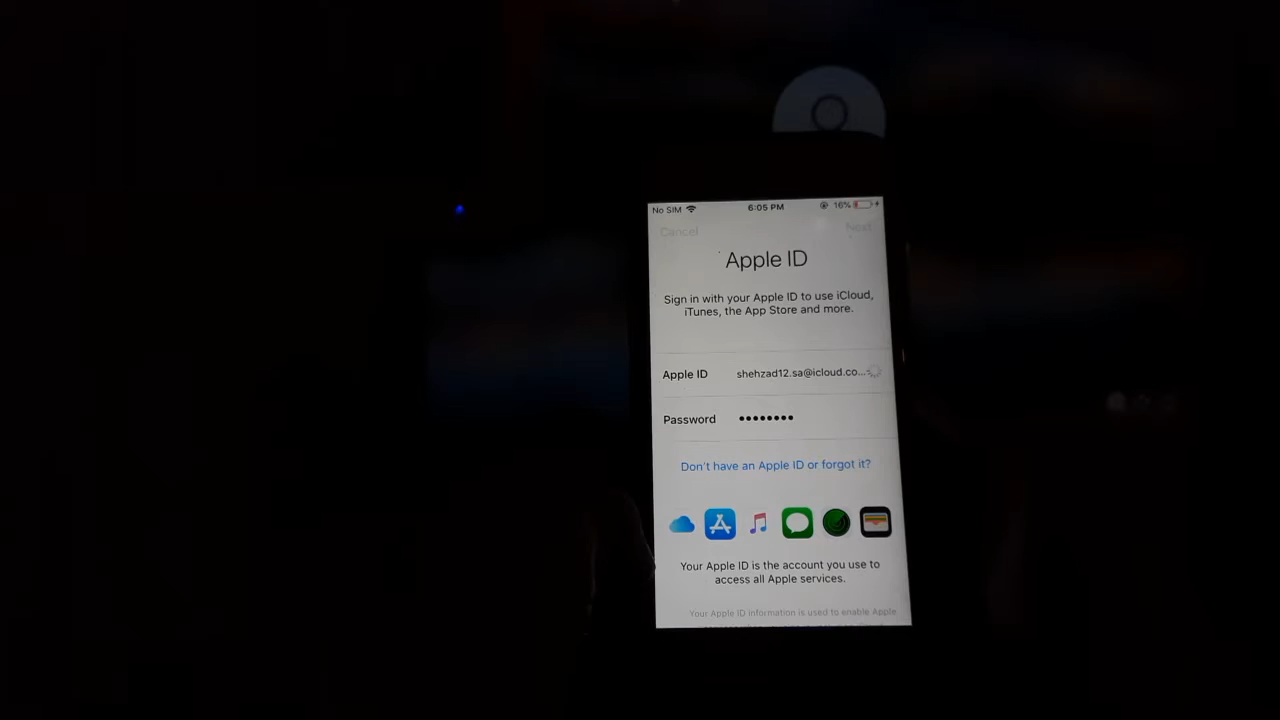 No SIM 6:05 PM 16%
Cancel Next
Apple ID
Sign in with your Apple ID to use iCloud,
iTunes, the App Store and more.
Apple ID shehzad12.sa@icloud.co...
Password ••••••••
Don't have an Apple ID or forgot it?
Your Apple ID is the account you use to
access all Apple services.
Your Apple ID information is used to enable Apple